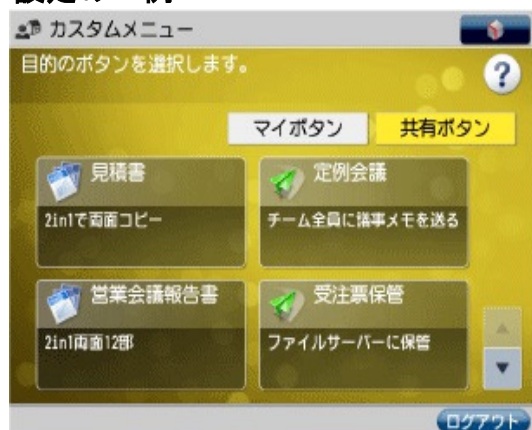 カスタムメニュー
目的のボタンを選択します。
?
マイボタン 共有ボタン
見積書 定例会議
2in1で両面コピー チーム全員に議事メモを送る
営業会議報告書 受注票保管
2in1両面12部 ファイルサーバーに保管
ログアウト